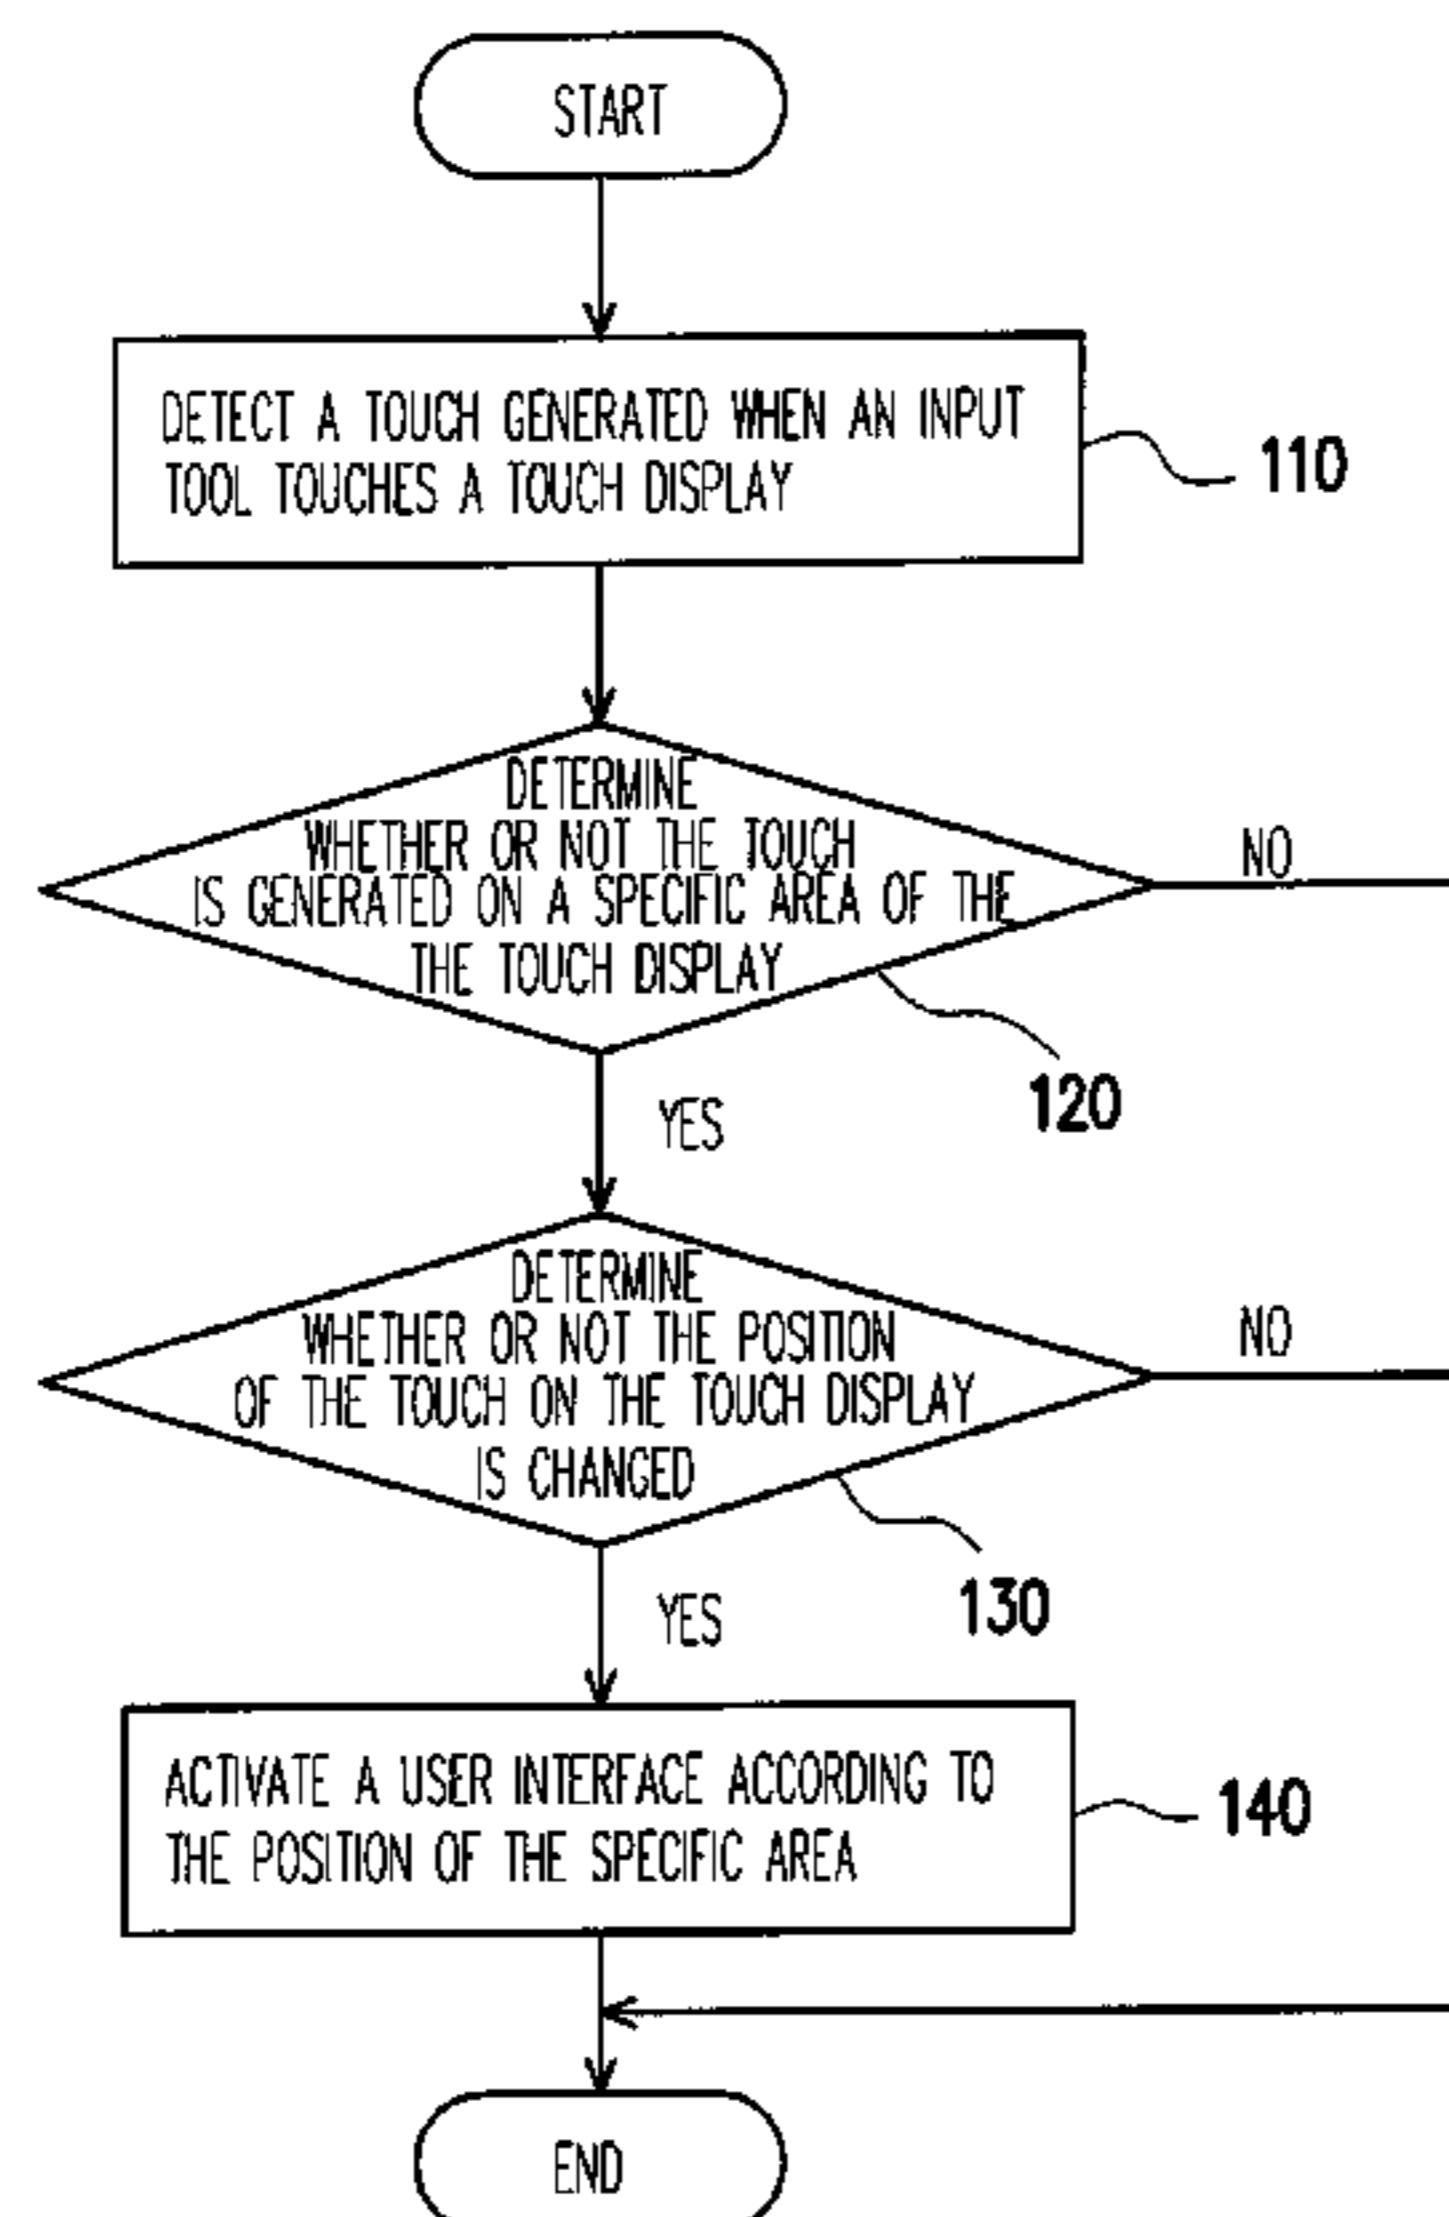 START
DETECT A TOUCH GENERATED WHEN AN INPUT
TOOL TOUCHES A TOUCH DISPLAY
110
DETERMINE
WHETHER OR NOT THE TOUCH
IS GENERATED ON A SPECIFIC AREA OF THE
THE TOUCH DISPLAY
NO
120
YES
DETERMINE
WHETHER OR NOT THE POSITION
OF THE TOUCH ON THE TOUCH DISPLAY
IS CHANGED
NO
130
YES
ACTIVATE A USER INTERFACE ACCORDING TO
THE POSITION OF THE SPECIFIC AREA
140
END